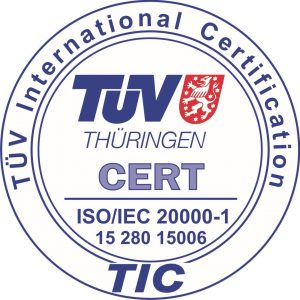 TÜV International Certification
TÜV
THÜRINGEN
CERT
ISO/IEC 20000-1
15 280 15006
TIC